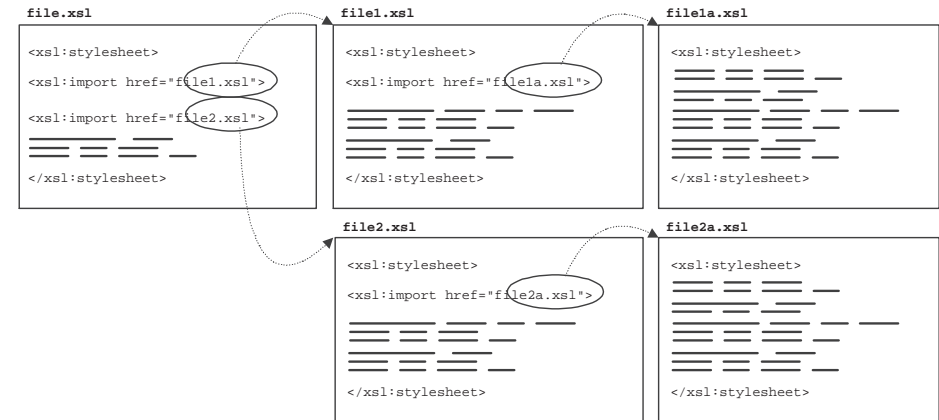 file.xsl
<xsl:stylesheet>
<xsl:import href="file1.xsl">
<xsl:import href="file2.xsl">
</xsl:stylesheet>
file1.xsl
<xsl:stylesheet>
<xsl:import href="file1a.xsl">
</xsl:stylesheet>
file1a.xsl
<xsl:stylesheet>
</xsl:stylesheet>
file2.xsl
<xsl:stylesheet>
<xsl:import href="file2a.xsl">
</xsl:stylesheet>
file2a.xsl
<xsl:stylesheet>
</xsl:stylesheet>